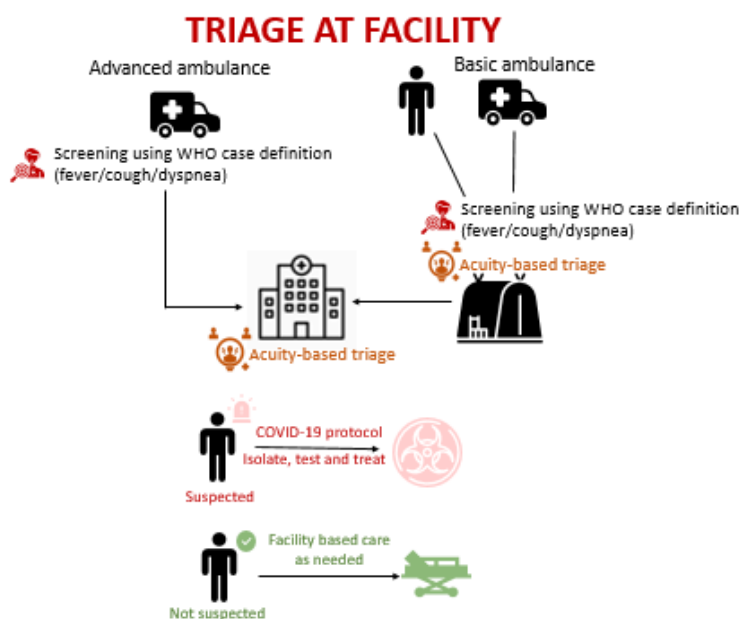 TRIAGE AT FACILITY
Advanced ambulance
Basic ambulance
Screening using WHO case definition
(fever/cough/dyspnea)
Screening using WHO case definition
(fever/cough/dyspnea)
Acuity-based triage
Acuity-based triage
COVID-19 protocol
Isolate, test and treat
Suspected
Facility based care
as needed
Not suspected